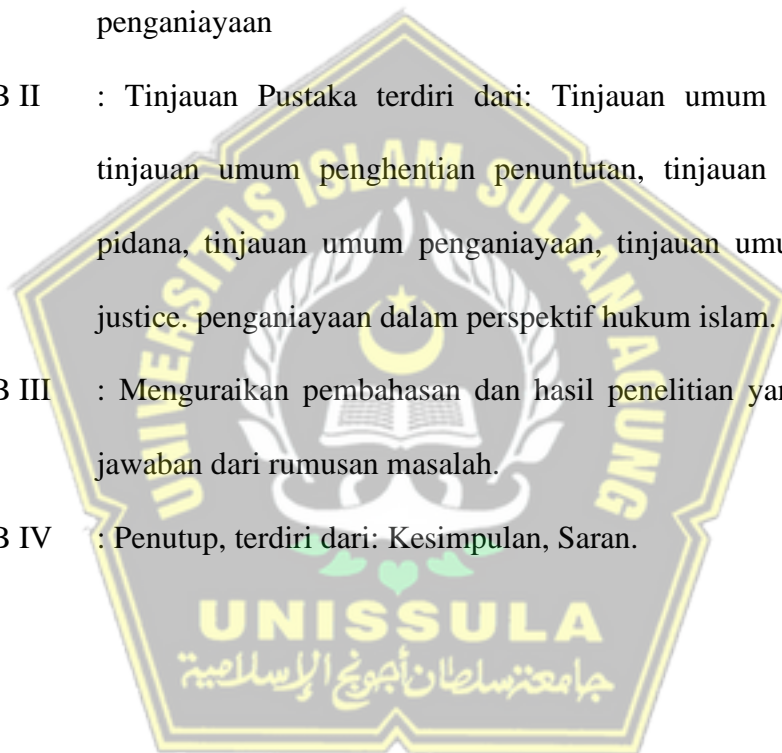 penganiayaan
B II : Tinjauan Pustaka terdiri dari: Tinjauan umum
tinjauan umum penghentian penuntutan, tinjauan
pidana, tinjauan umum penganiayaan, tinjauan umu
justice. penganiayaan dalam perspektif hukum islam.
B III : Menguraikan pembahasan dan hasil penelitian yan
jawaban dari rumusan masalah.
B IV : Penutup, terdiri dari: Kesimpulan, Saran.
UNIVERSITAS ISLAM SULTAN AGUNG
UNISSULA
جامعة سلطان أجونج الإسلامية